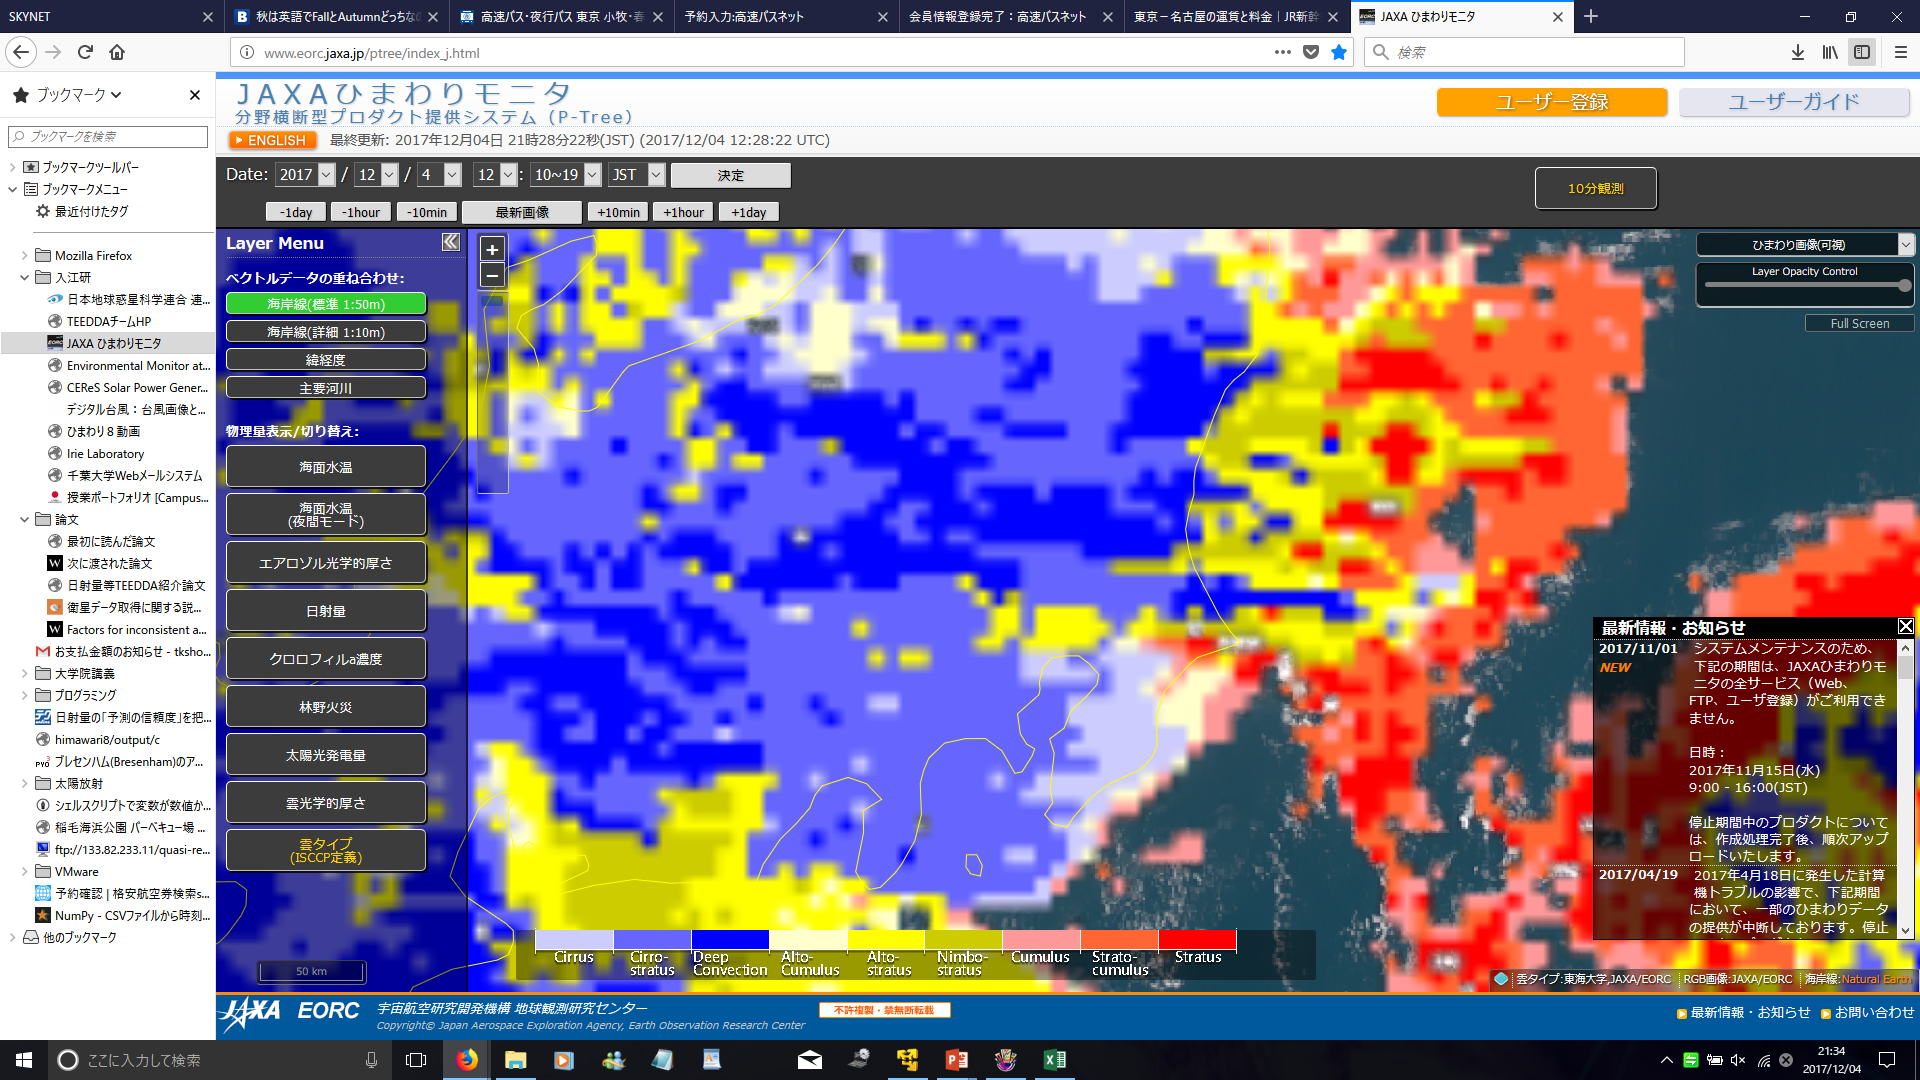 SKYNET
秋は英語でFallとAutumnどっちな
高速バス・夜行バス 東京 小牧・春
予約入力:高速バスネット
会員情報登録完了：高速バスネット
東京－名古屋の運賃と料金｜JR新幹
JAXA ひまわりモニタ
www.eorc.jaxa.jp/ptree/index_j.html
検索
ブックマーク
ブックマークを検索
ブックマークツールバー
ブックマークメニュー
最近付けたタグ
Mozilla Firefox
入江研
日本地球惑星科学連合 連...
TEEDDAチームHP
JAXA ひまわりモニタ
Environmental Monitor at...
CEReS Solar Power Gener...
デジタル台風：台風画像と...
ひまわり８動画
Irie Laboratory
千葉大学Webメールシステム
授業ポートフォリオ [Campus...
論文
最初に読んだ論文
次に渡された論文
日射量等TEEDDA紹介論文
衛星データ取得に関する説...
Factors for inconsistent a...
お支払金額のお知らせ - tksho...
大学院講義
プログラミング
日射量の｢予測の信頼度｣を把...
himawari8/output/c
ブレセンハム(Bresenham)のア...
太陽放射
シェルスクリプトで変数が数値か...
稲毛海浜公園 バーベキュー場 ...
ftp://133.82.233.11/quasi-re...
VMware
予約確認 | 格安航空券検索s...
NumPy - CSVファイルから時刻...
他のブックマーク
JAXAひまわりモニタ
分野横断型プロダクト提供システム（P-Tree）
ユーザー登録
ユーザーガイド
ENGLISH
最終更新: 2017年12月04日 21時28分22秒(JST) (2017/12/04 12:28:22 UTC)
Date: 2017 / 12 / 4 12 : 10~19 JST 決定
-1day -1hour -10min 最新画像 +10min +1hour +1day
10分観測
Layer Menu
ベクトルデータの重ね合わせ:
海岸線(標準 1:50m)
海岸線(詳細 1:10m)
緯経度
主要河川
物理量表示/切り替え:
海面水温
海面水温
(夜間モード)
エアロゾル光学的厚さ
日射量
クロロフィルa濃度
林野火災
太陽光発電量
雲光学的厚さ
雲タイプ
(ISCCP定義)
50 km
+
−
ひまわり画像(可視)
Layer Opacity Control
Full Screen
最新情報・お知らせ
2017/11/01
NEW
システムメンテナンスのため、
下記の期間は、JAXAひまわりモ
ニタの全サービス（Web、
FTP、ユーザ登録）がご利用でき
ません。
日時：
2017年11月15日(水)
9:00 - 16:00(JST)
停止期間中のプロダクトについて
は、作成処理完了後、順次アップ
ロードいたします。
2017/04/19
2017年4月18日に発生した計算
機トラブルの影響で、下記期間
において、一部のひまわりデータ
の提供が中断しております。停止
Cirrus
Cirro-
stratus
Deep
Convection
Alto-
Cumulus
Alto-
stratus
Nimbo-
stratus
Cumulus
Strato-
cumulus
Stratus
雲タイプ:東海大学,JAXA/EORC RGB画像:JAXA/EORC 海岸線:Natural Earth
JAXA EORC
宇宙航空研究開発機構 地球観測研究センター
Copyright© Japan Aerospace Exploration Agency, Earth Observation Research Center
不許複製・禁無断転載
最新情報・お知らせ
お問い合わせ
ここに入力して検索
21:34
2017/12/04